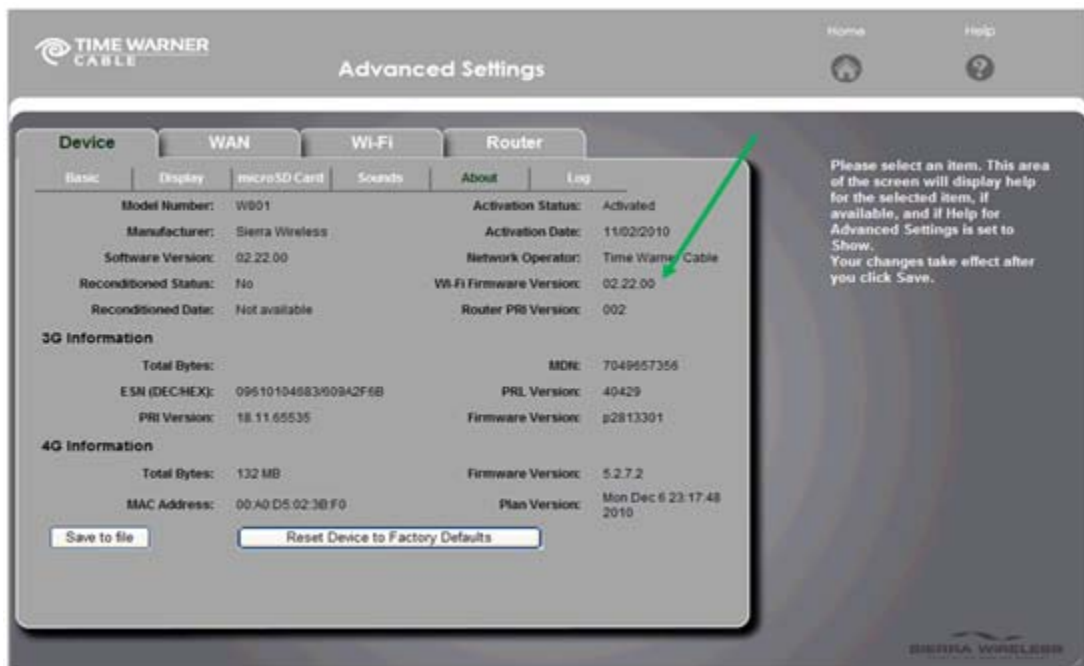 TIME WARNER
CABLE
Advanced Settings
Home
Help
Device WAN Wi-Fi Router
Basic Display microSD Card Sounds About Log
Model Number: W801 Activation Status: Activated
Manufacturer: Sierra Wireless Activation Date: 11/02/2010
Software Version: 02.22.00 Network Operator: Time Warner Cable
Reconditioned Status: No Wi-Fi Firmware Version: 02.22.00
Reconditioned Date: Not available Router PRI Version: 002
3G Information
Total Bytes: MDN: 7049657356
ESN (DEC/HEX): 09610104683/609A2F6B PRL Version: 40429
PRI Version: 18.11.65535 Firmware Version: p2813301
4G Information
Total Bytes: 132 MB Firmware Version: 5.2.7.2
MAC Address: 00:A0:D5:02:3B:F0 Plan Version: Mon Dec 6 23:17:48
2010
Save to file Reset Device to Factory Defaults
Please select an item. This area
of the screen will display help
for the selected item, if
available, and if Help for
Advanced Settings is set to
Show.
Your changes take effect after
you click Save.
SIERRA WIRELESS